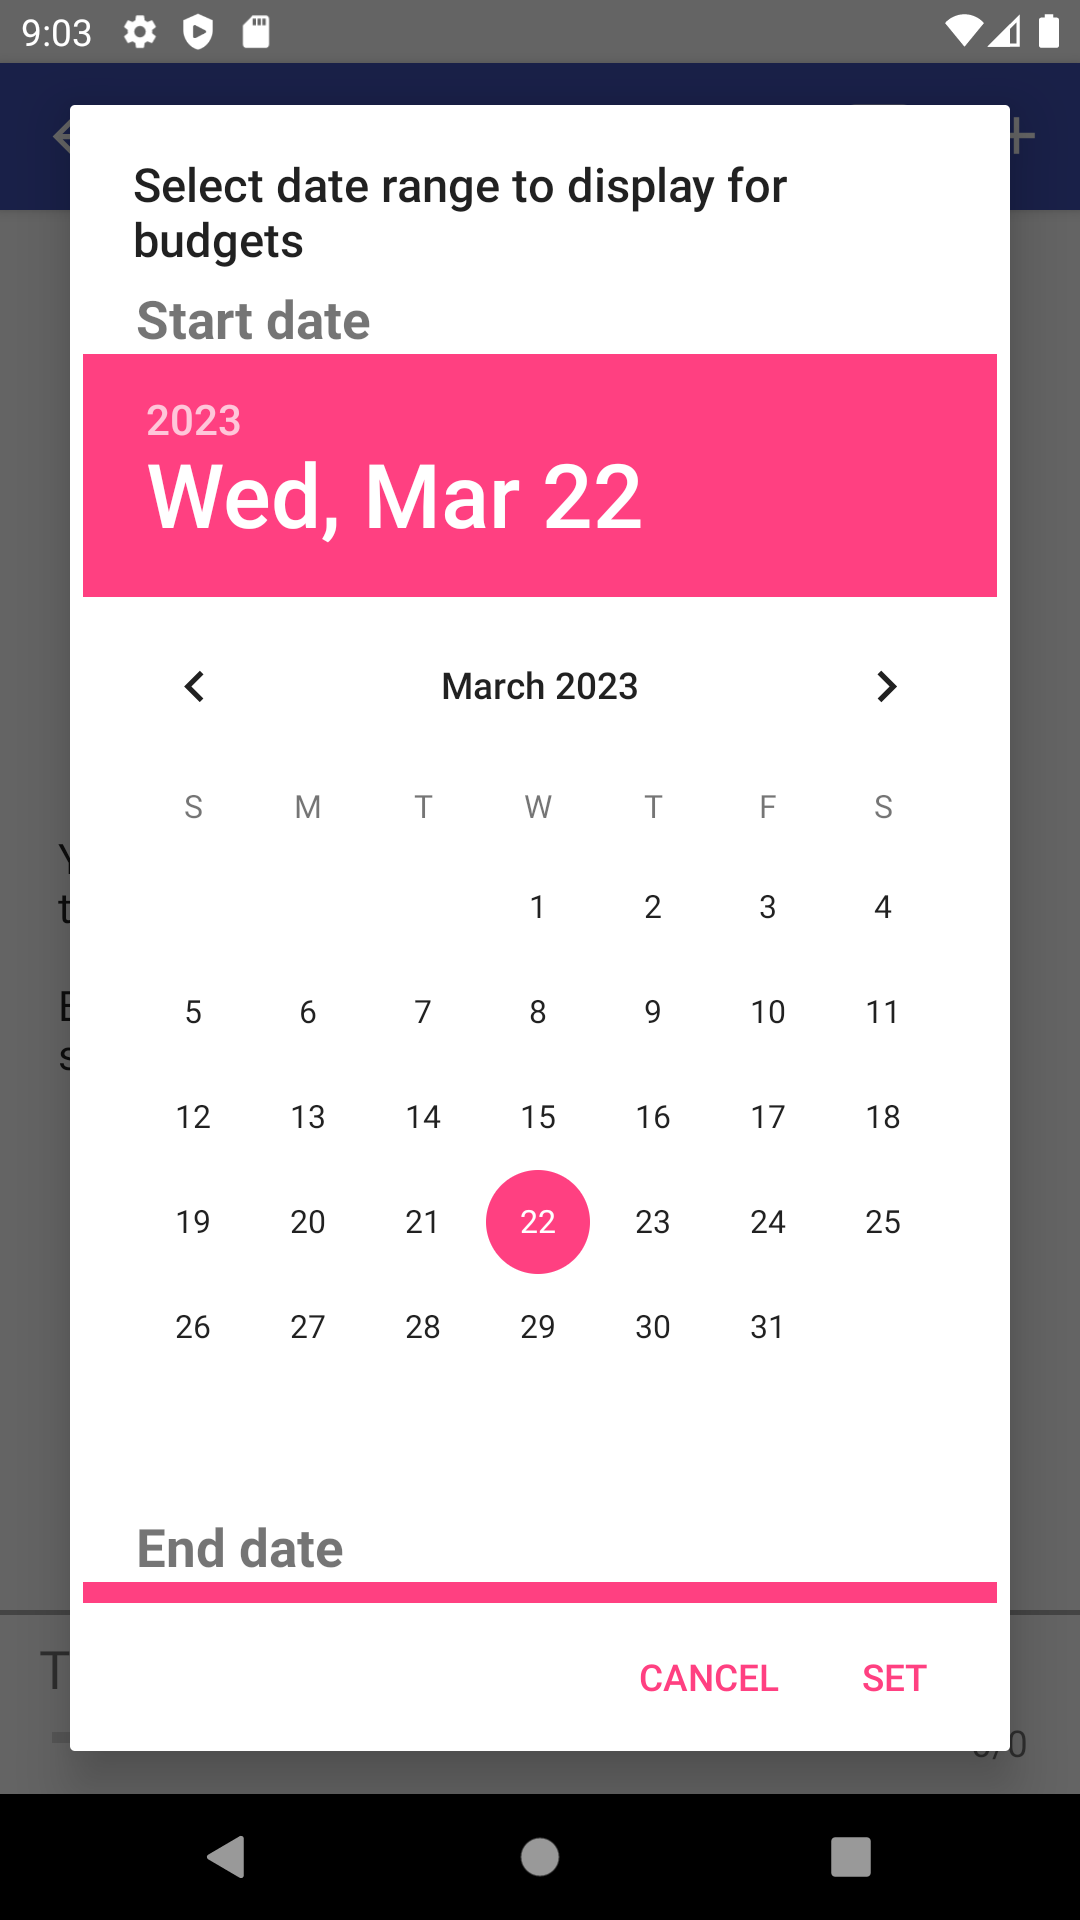 9:03
Select date range to display for
budgets
Start date
2023
Wed, Mar 22
March 2023
S M T W T F S
1 2 3 4
5 6 7 8 9 10 11
12 13 14 15 16 17 18
19 20 21 22 23 24 25
26 27 28 29 30 31
End date
CANCEL SET